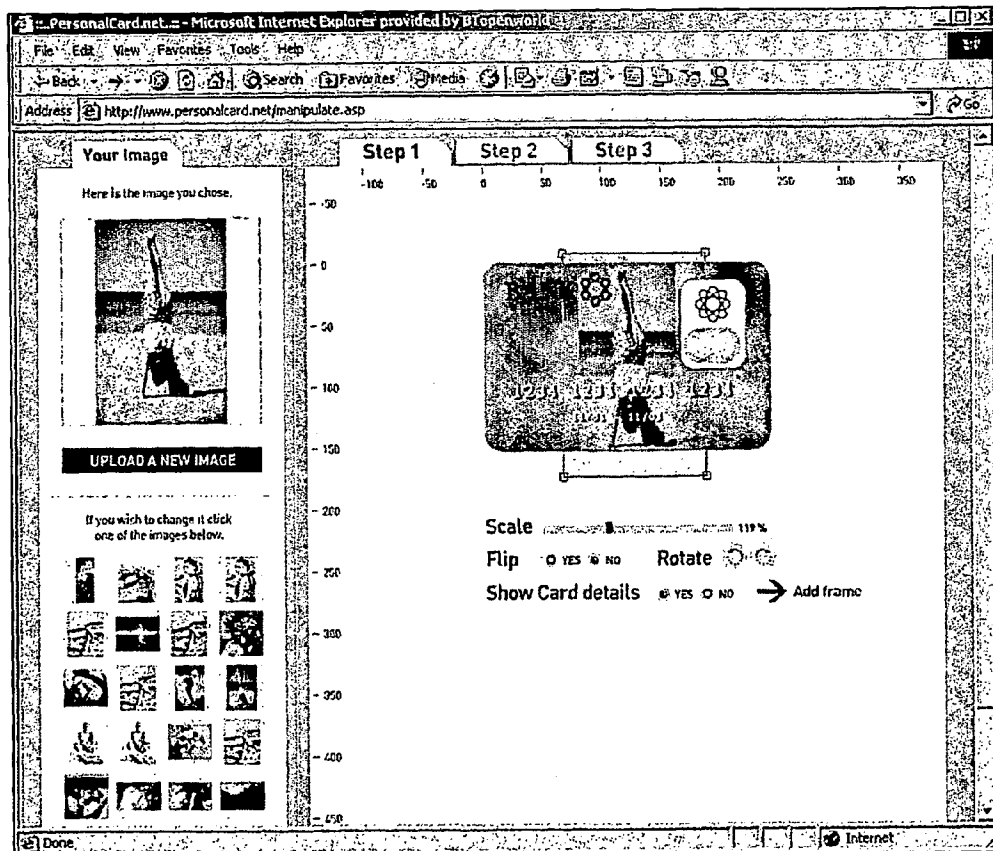 ::..PersonalCard.net..:: - Microsoft Internet Explorer provided by BTopenworld
File Edit View Favorites Tools Help
Back Search Favorites Media
Address http://www.personalcard.net/manipulate.asp Go
Your Image Step 1 Step 2 Step 3
-100 -50 0 50 100 150 200 250 300 350
Here is the image you chose.
- -50
- 0
- 50
- 100
- 150
- 200
- 250
- 300
- 350
- 400
- 450
1234 1234 1234 1234
UPLOAD A NEW IMAGE
If you wish to change it click
one of the images below.
Scale 119%
Flip YES NO Rotate
Show Card details YES NO Add frame
Done Internet